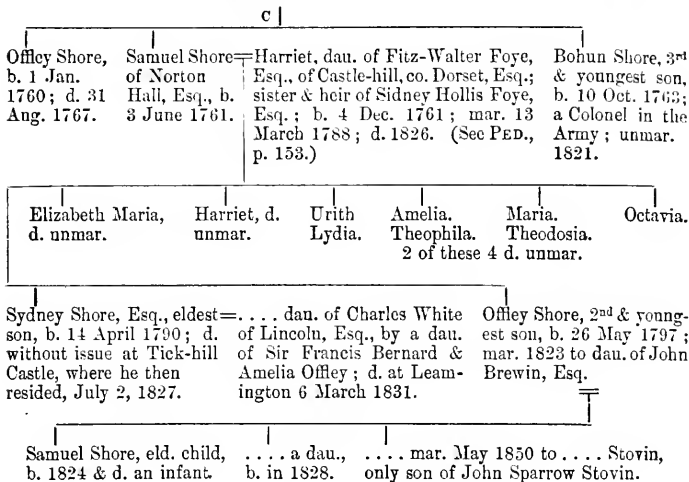 C
Offley Shore,
b. 1 Jan.
1760; d. 31
Aug. 1767.
Samuel Shore=
of Norton
Hall, Esq., b.
3 June 1761.
Harriet, dau. of Fitz-Walter Foye,
Esq., of Castle-hill, co. Dorset, Esq.;
sister & heir of Sidney Hollis Foye,
Esq.; b. 4 Dec. 1761; mar. 13
March 1788; d. 1826. (See PED.,
p. 153.)
Bohun Shore, 3rd
& youngest son,
b. 10 Oct. 1763;
a Colonel in the
Army; unmar.
1821.
Elizabeth Maria,
d. unmar.
Harriet, d.
unmar.
Urith
Lydia.
Amelia.
Theophila.
Maria.
Theodosia.
2 of these 4 d. unmar.
Octavia.
Sydney Shore, Esq., eldest=
son, b. 14 April 1790; d.
without issue at Tick-hill
Castle, where he then
resided, July 2, 1827.
. . . . dau. of Charles White
of Lincoln, Esq., by a dau.
of Sir Francis Bernard &
Amelia Offley; d. at Leam-
ington 6 March 1831.
Offley Shore, 2nd & young-
est son, b. 26 May 1797;
mar. 1823 to dau. of John
Brewin, Esq.
Samuel Shore, eld. child,
b. 1824 & d. an infant.
. . . . a dau.,
b. in 1828.
. . . . mar. May 1850 to . . . . Stovin,
only son of John Sparrow Stovin.